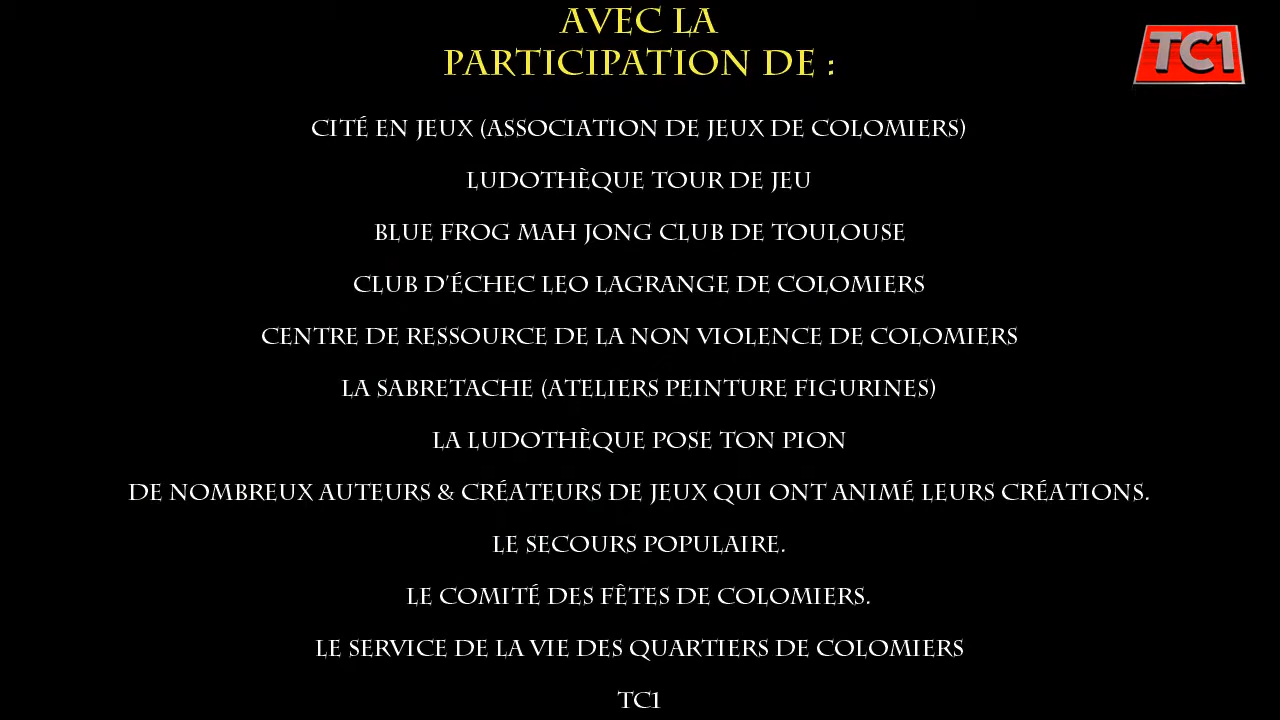 AVEC LA
PARTICIPATION DE :
TC1
CITÉ EN JEUX (ASSOCIATION DE JEUX DE COLOMIERS)
LUDOTHÈQUE TOUR DE JEU
BLUE FROG MAH JONG CLUB DE TOULOUSE
CLUB D'ÉCHEC LEO LAGRANGE DE COLOMIERS
CENTRE DE RESSOURCE DE LA NON VIOLENCE DE COLOMIERS
LA SABRETACHE (ATELIERS PEINTURE FIGURINES)
LA LUDOTHÈQUE POSE TON PION
DE NOMBREUX AUTEURS & CRÉATEURS DE JEUX QUI ONT ANIMÉ LEURS CRÉATIONS.
LE SECOURS POPULAIRE.
LE COMITÉ DES FÊTES DE COLOMIERS.
LE SERVICE DE LA VIE DES QUARTIERS DE COLOMIERS
TC1